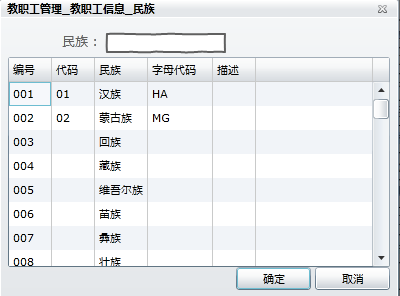 教职工管理_教职工信息_民族
民族：
编号 代码 民族 字母代码 描述
001 01 汉族 HA
002 02 蒙古族 MG
003 回族
004 藏族
005 维吾尔族
006 苗族
007 彝族
008 壮族
确定 取消